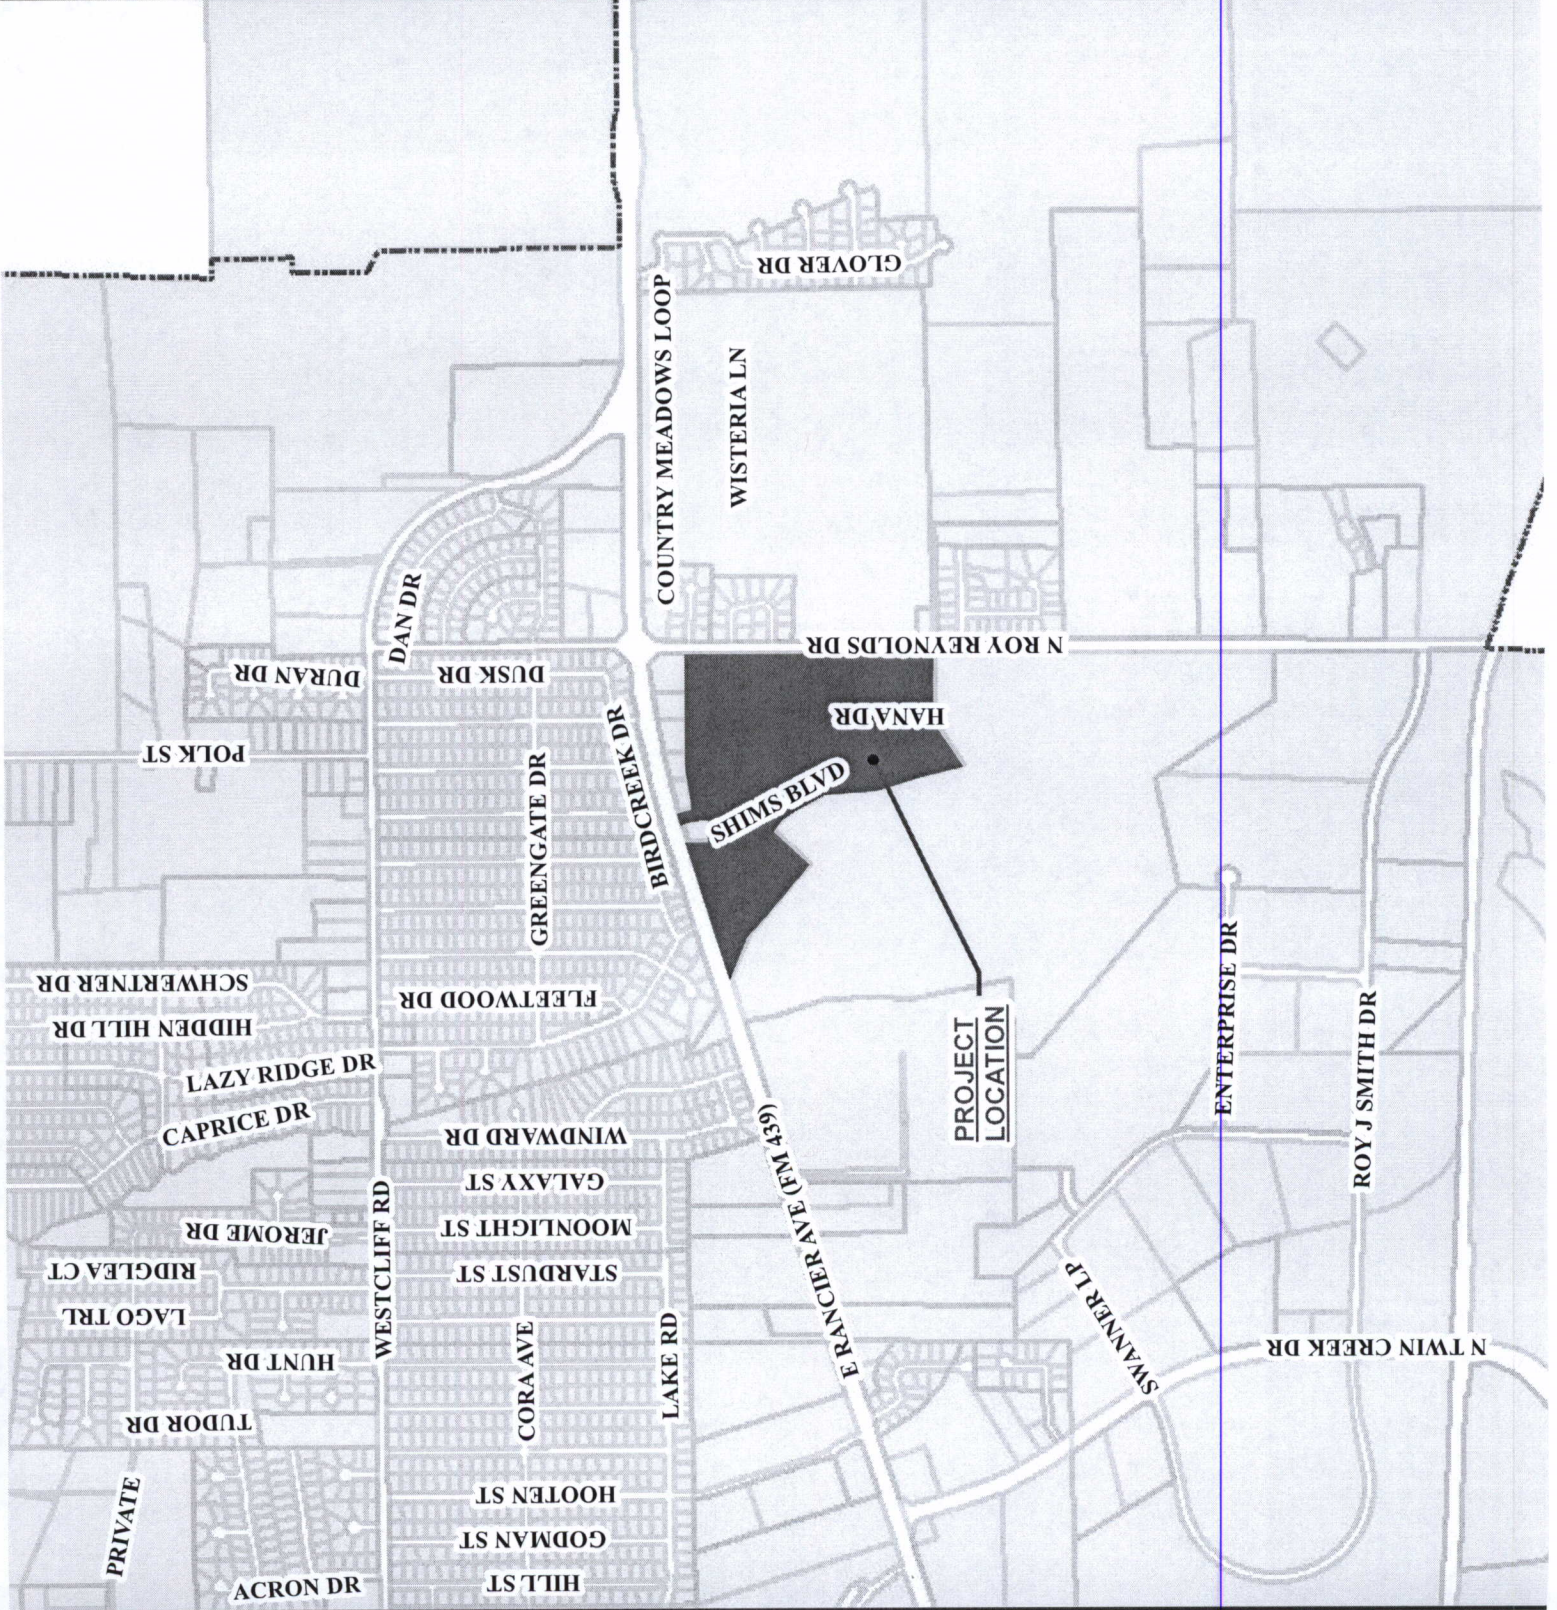 GLOVER DR
COUNTRY MEADOWS LOOP
WISTERIA LN
DAN DR
N ROY REYNOLDS DR
DURAN DR
DUSK DR
HANA DR
POLK ST
GREENGATE DR
BIRDCREEK DR
SHIMS BLVD
SCHWERTNER DR
HIDDEN HILL DR
FLEETWOOD DR
LAZY RIDGE DR
CAPRICE DR
WINDWARD DR
PROJECT
LOCATION
ENTERPRISE DR
ROY J SMITH DR
GALAXY ST
MOONLIGHT ST
JEROME DR
WESTCLIFF RD
E RANCIER AVE (FM 439)
RIDGLEA CT
STARDUST ST
LAGO TRL
HUNT DR
CORA AVE
LAKE RD
SWANNER LP
N TWIN CREEK DR
TUDOR DR
PRIVATE
HOOTEN ST
GODMAN ST
HILL ST
ACRON DR